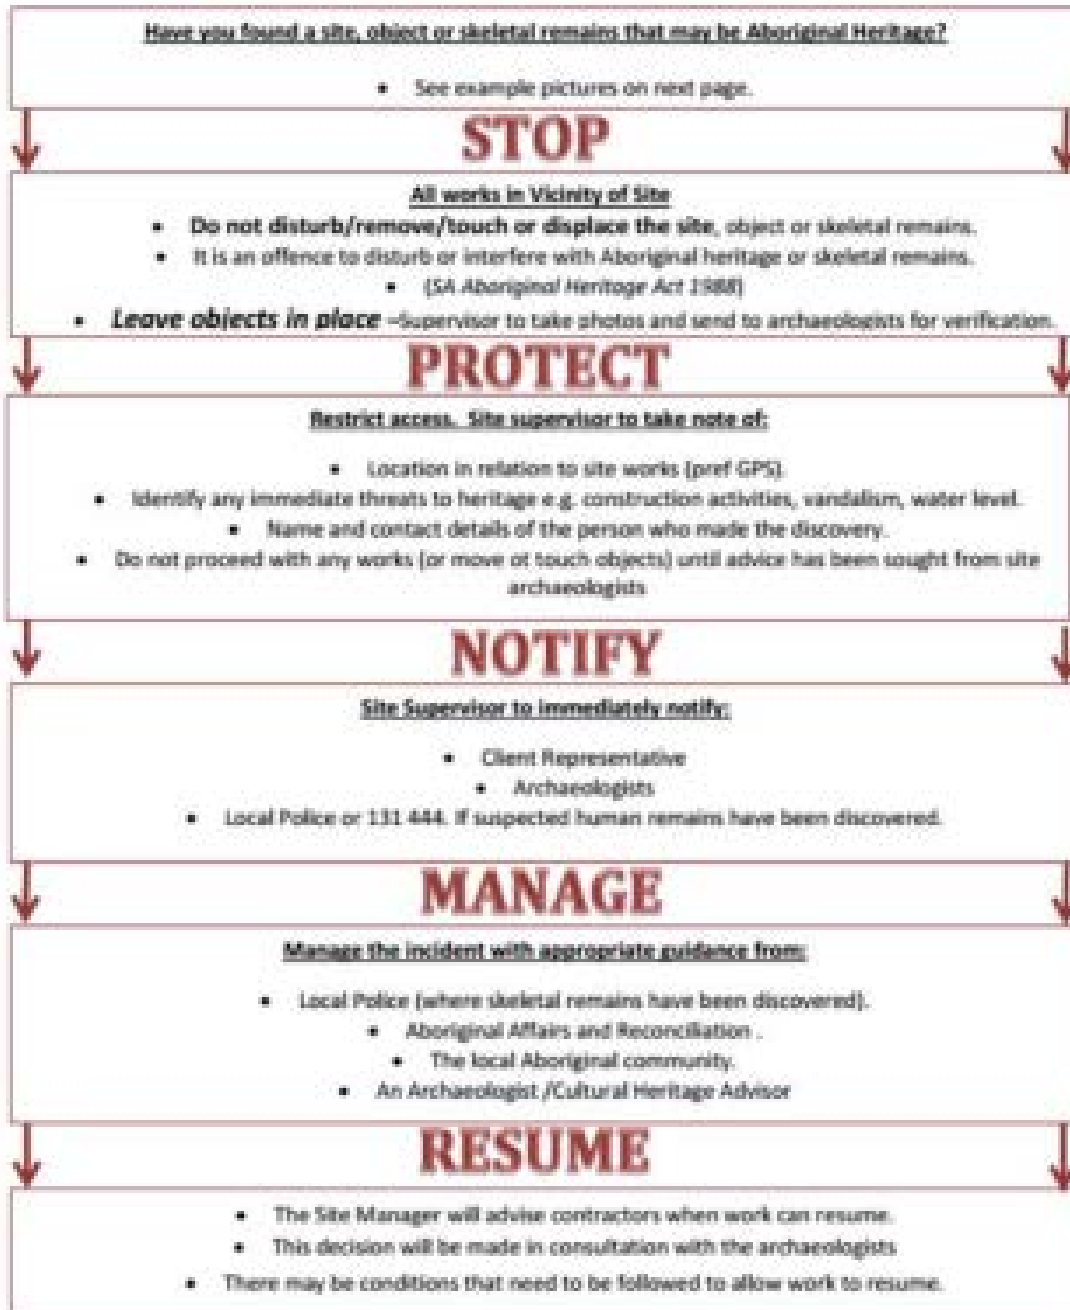 Have you found a site, object or skeletal remains that may be Aboriginal Heritage?
• See example pictures on next page.
STOP
All works in Vicinity of Site
• Do not disturb/remove/touch or displace the site, object or skeletal remains.
• It is an offence to disturb or interfere with Aboriginal heritage or skeletal remains.
• (SA Aboriginal Heritage Act 1988)
• Leave objects in place –Supervisor to take photos and send to archaeologists for verification.
PROTECT
Restrict access. Site supervisor to take note of:
• Location in relation to site works (pref GPS).
• Identify any immediate threats to heritage e.g. construction activities, vandalism, water level.
• Name and contact details of the person who made the discovery.
• Do not proceed with any works (or move ot touch objects) until advice has been sought from site
archaeologists
NOTIFY
Site Supervisor to immediately notify:
• Client Representative
• Archaeologists
• Local Police or 131 444. If suspected human remains have been discovered.
MANAGE
Manage the incident with appropriate guidance from:
• Local Police (where skeletal remains have been discovered).
• Aboriginal Affairs and Reconciliation .
• The local Aboriginal community.
• An Archaeologist /Cultural Heritage Advisor
RESUME
• The Site Manager will advise contractors when work can resume.
• This decision will be made in consultation with the archaeologists
• There may be conditions that need to be followed to allow work to resume.